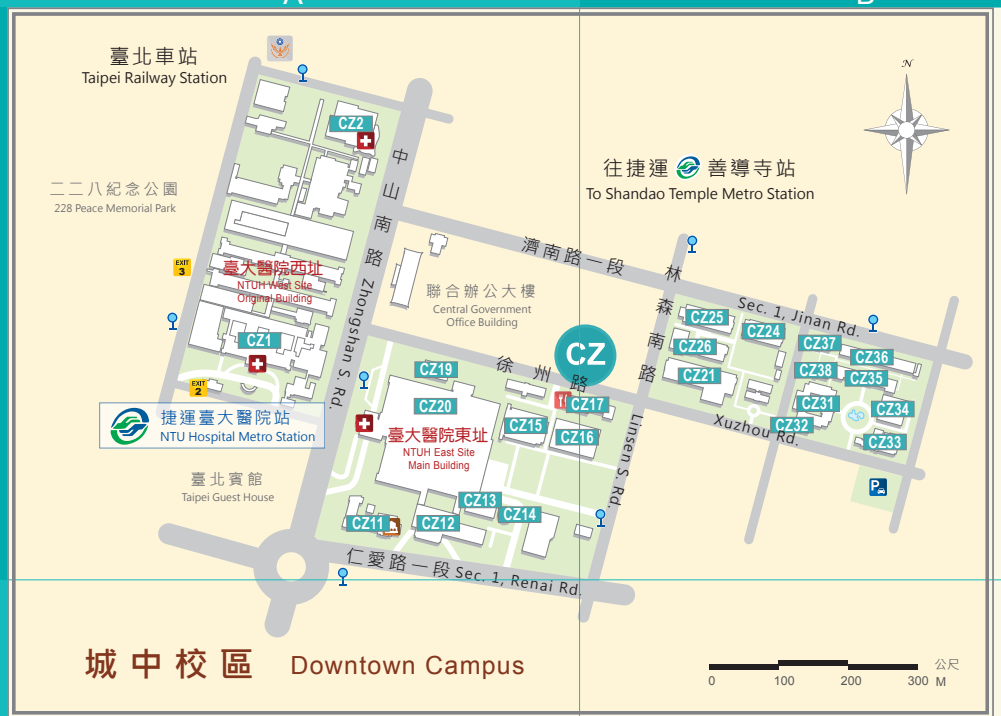 A
B
N
臺北車站
Taipei Railway Station
CZ2
中山南路 Zhongshan S. Rd.
往捷運 善導寺站
To Shandao Temple Metro Station
二二八紀念公園
228 Peace Memorial Park
EXIT
3
臺大醫院西址
NTUH West Site
Original Building
濟南路一段
Sec. 1, Jinan Rd.
聯合辦公大樓
Central Government
Office Building
林森南路
Linsen S. Rd.
CZ
CZ1
CZ25
CZ24
CZ26
CZ21
CZ37
CZ36
CZ38
CZ35
CZ31
CZ34
CZ32
CZ33
徐州路
Xuzhou Rd.
P
EXIT
2
捷運臺大醫院站
NTU Hospital Metro Station
CZ19
CZ20
臺大醫院東址
NTUH East Site
Main Building
CZ17
CZ15
CZ16
臺北賓館
Taipei Guest House
CZ13
CZ14
CZ11
CZ12
仁愛路一段 Sec. 1, Renai Rd.
城中校區 Downtown Campus
0 100 200 300
公尺
M